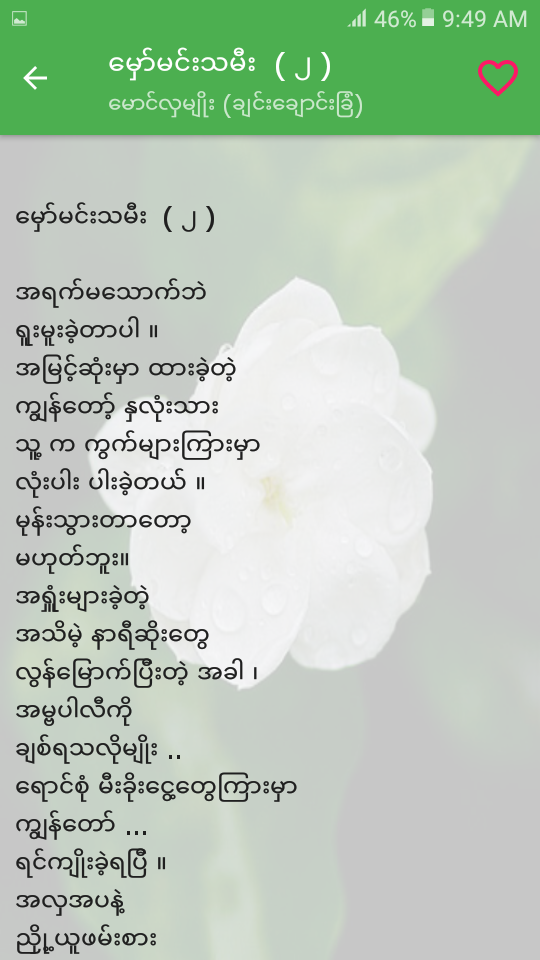 46% 9:49 AM
မှော်မင်းသမီး ( ၂ )
မောင်လှမျိုး (ချင်းချောင်းခြံ)
မှော်မင်းသမီး ( ၂ )
အရက်မသောက်ဘဲ
ရူးမူးခဲ့တာပါ ။
အမြင့်ဆုံးမှာ ထားခဲ့တဲ့
ကျွန်တော့် နှလုံးသား
သူ့ က ကွက်များကြားမှာ
လုံးပါး ပါးခဲ့တယ် ။
မုန်းသွားတာတော့
မဟုတ်ဘူး။
အရှုံးများခဲ့တဲ့
အသိမဲ့ နာရီဆိုးတွေ
လွန်မြောက်ပြီးတဲ့ အခါ ၊
အမ္ဗပါလီကို
ချစ်ရသလိုမျိုး ..
ရောင်စုံ မီးခိုးငွေ့တွေကြားမှာ
ကျွန်တော် ...
ရင်ကျိုးခဲ့ရပြီ ။
အလှအပနဲ့
ညှို့ယူဖမ်းစား